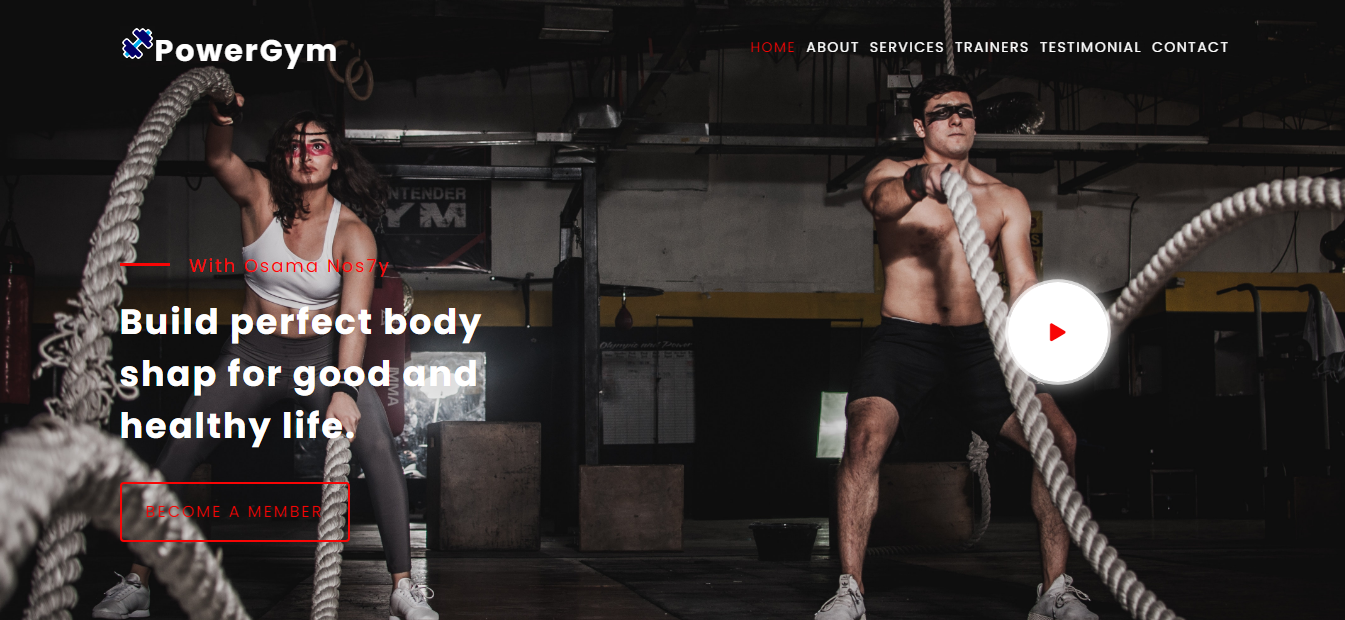 PowerGym
HOME ABOUT SERVICES TRAINERS TESTIMONIAL CONTACT
NTENDER
YM
With Osama Nos7y
Build perfect body
shap for good and
healthy life.
MMA
BECOME A MEMBER